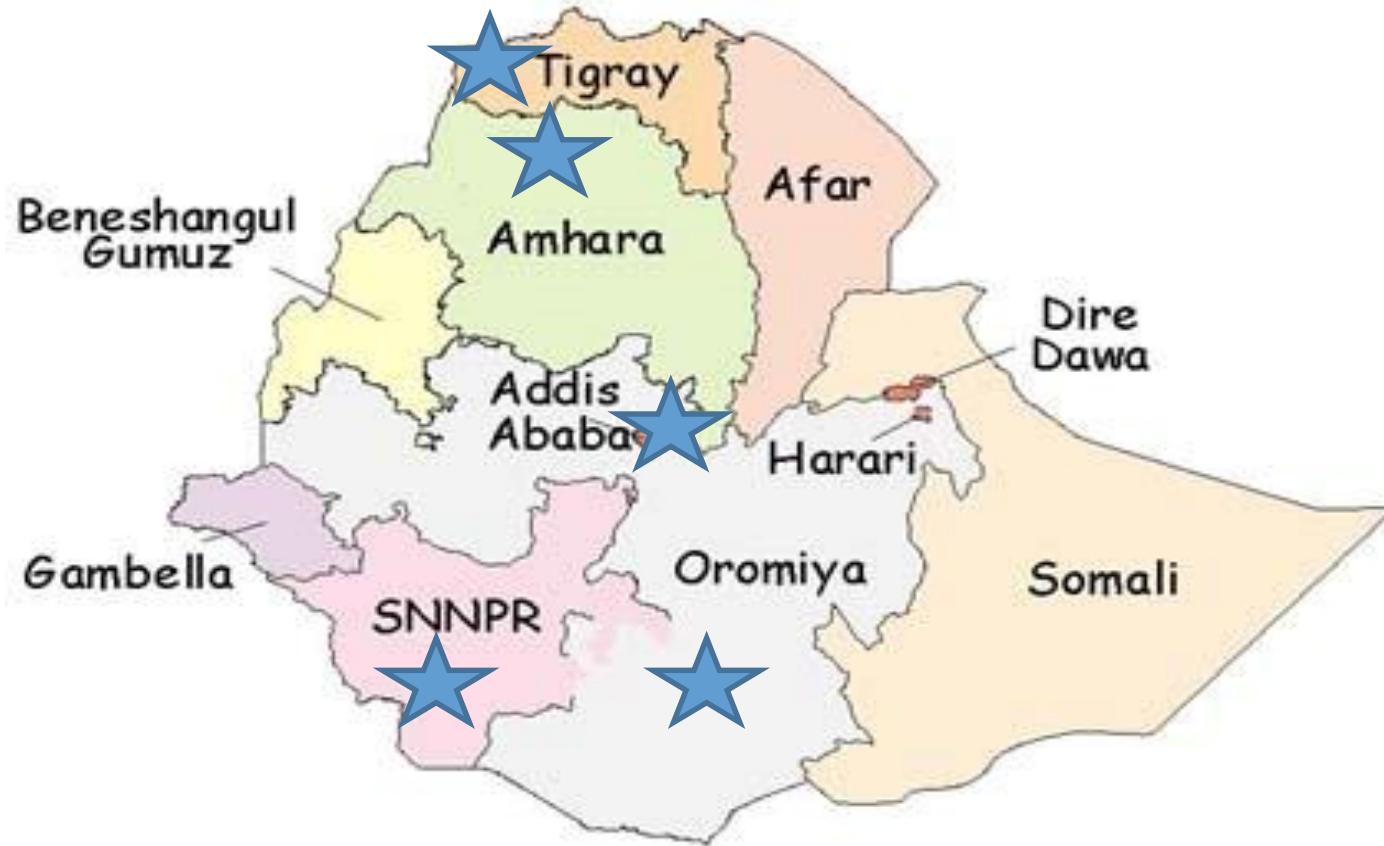 Tigray
Afar
Beneshangul
Gumuz
Amhara
Dire
Dawa
Addis
Ababa
Harari
Gambella
Oromiya
Somali
SNNPR